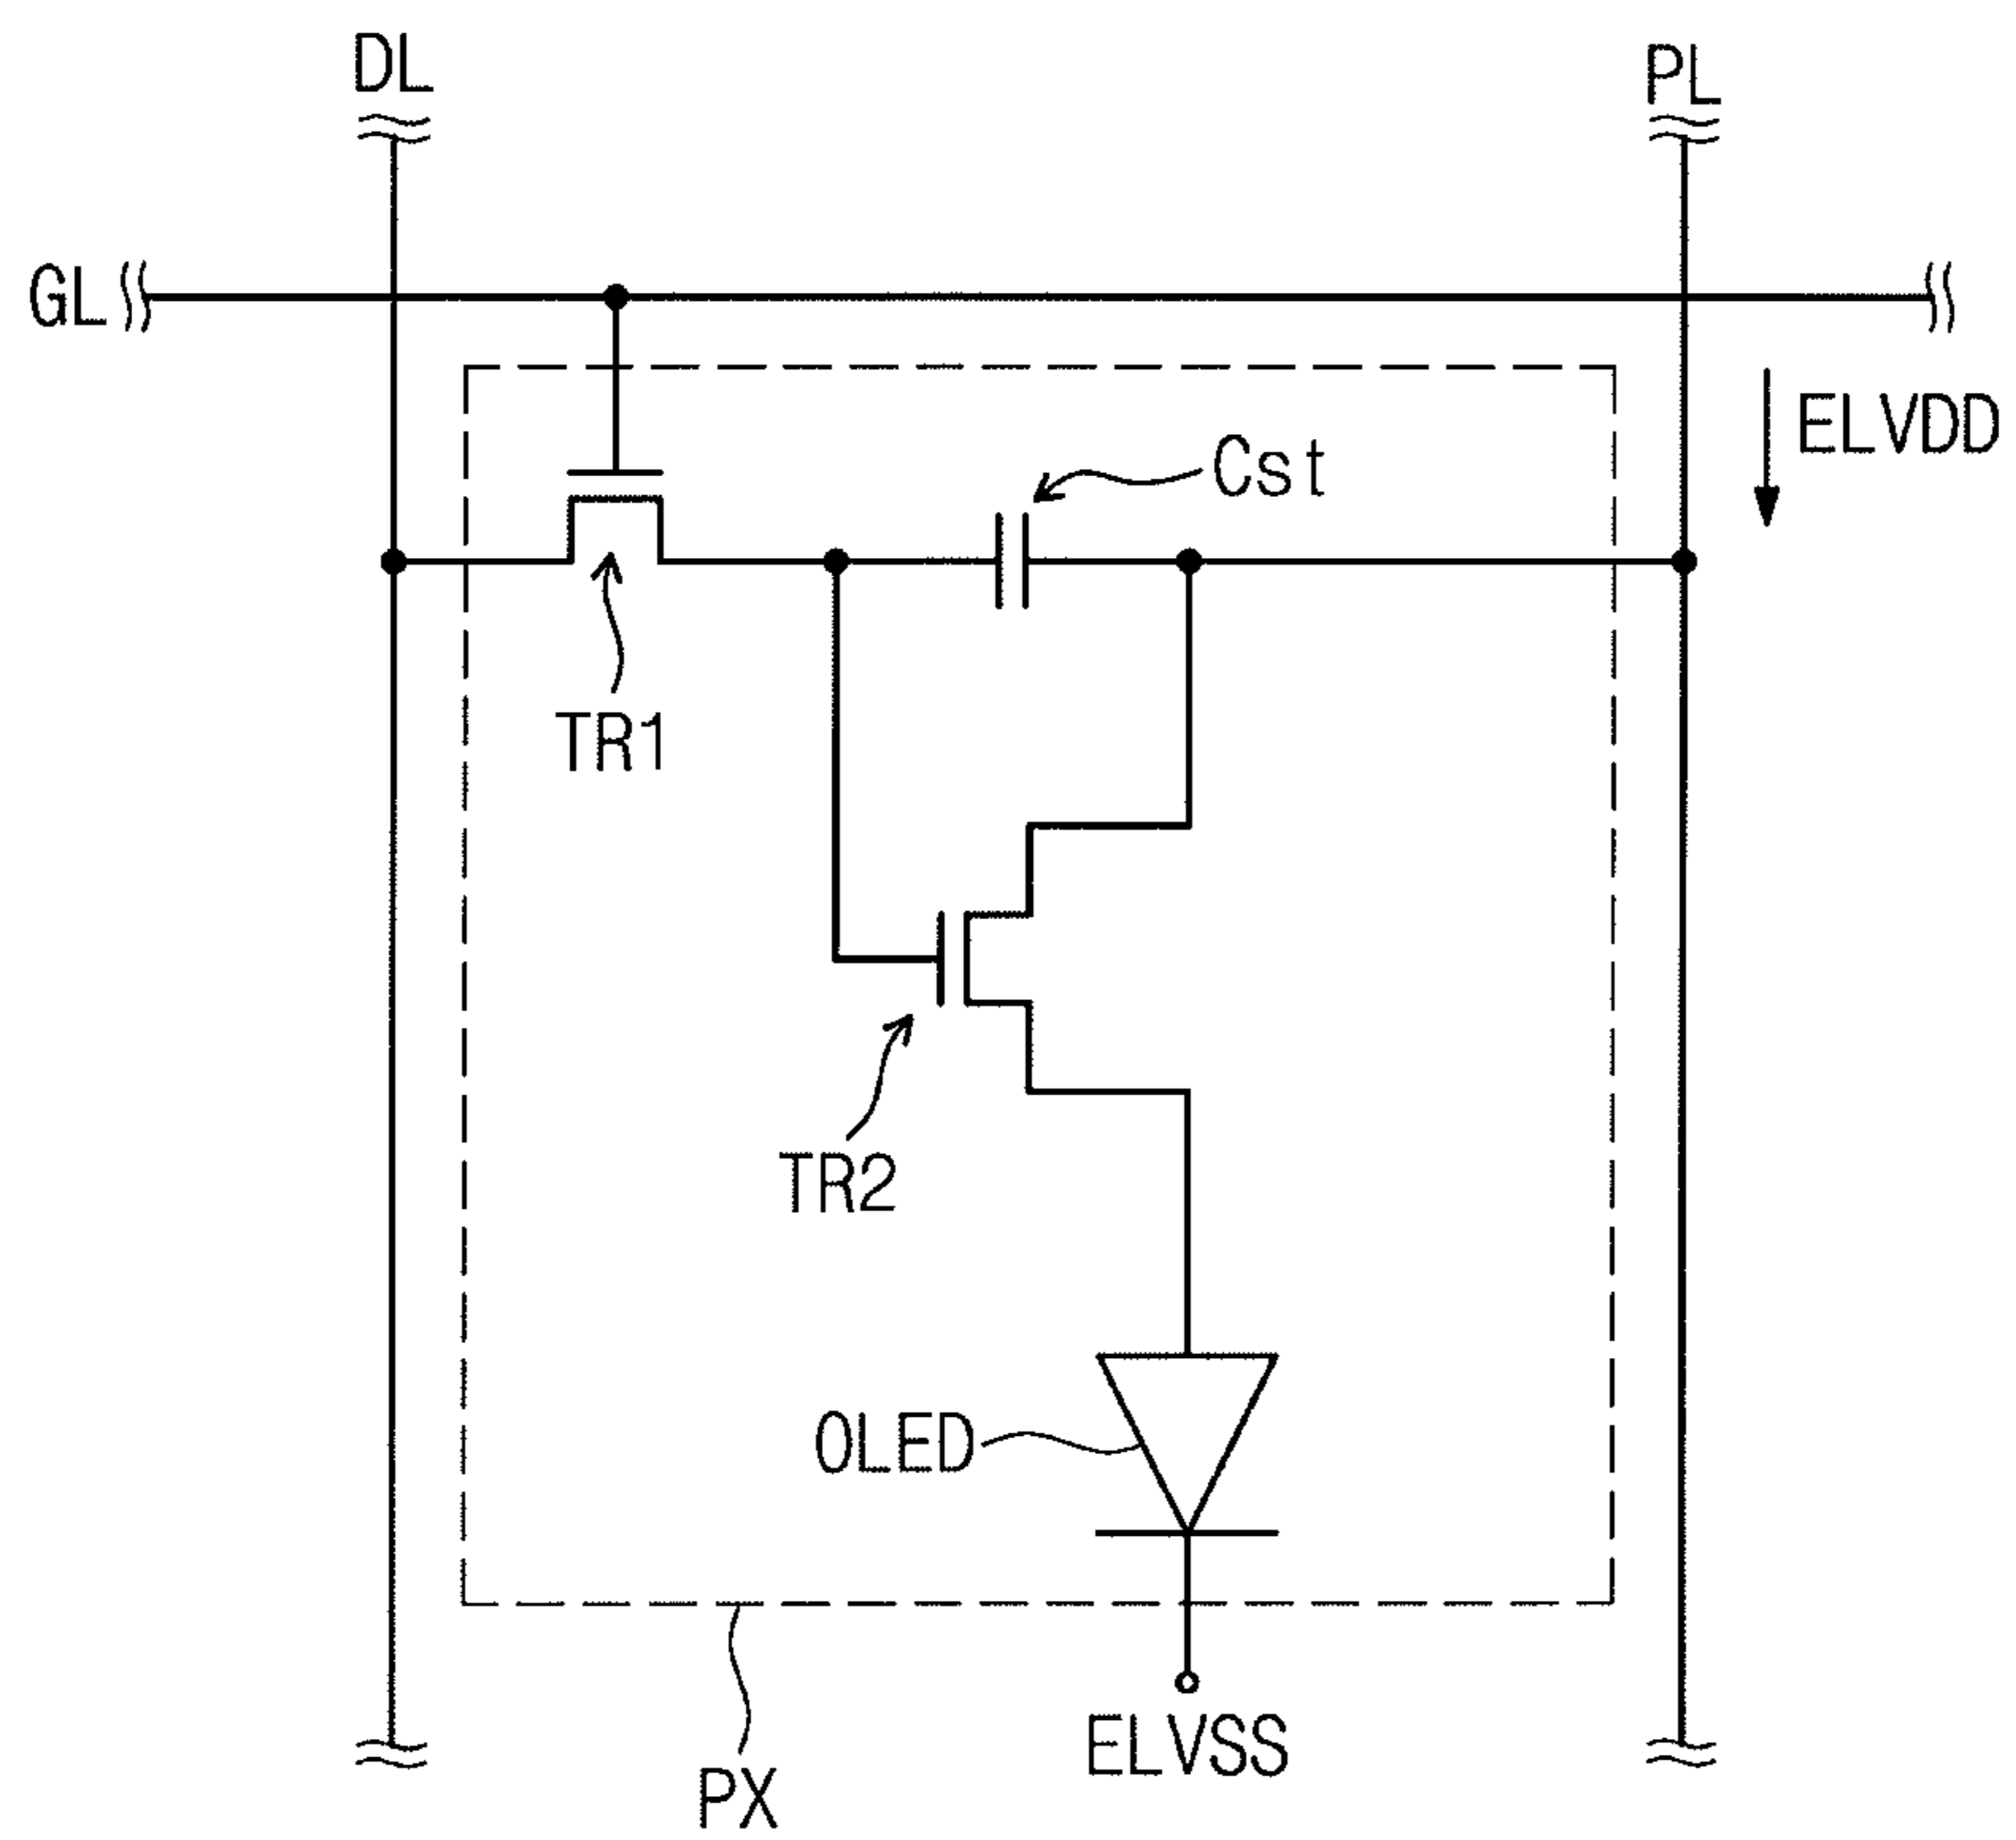 DL
PL
GL
ELVDD
Cst
TR1
TR2
OLED
ELVSS
PX